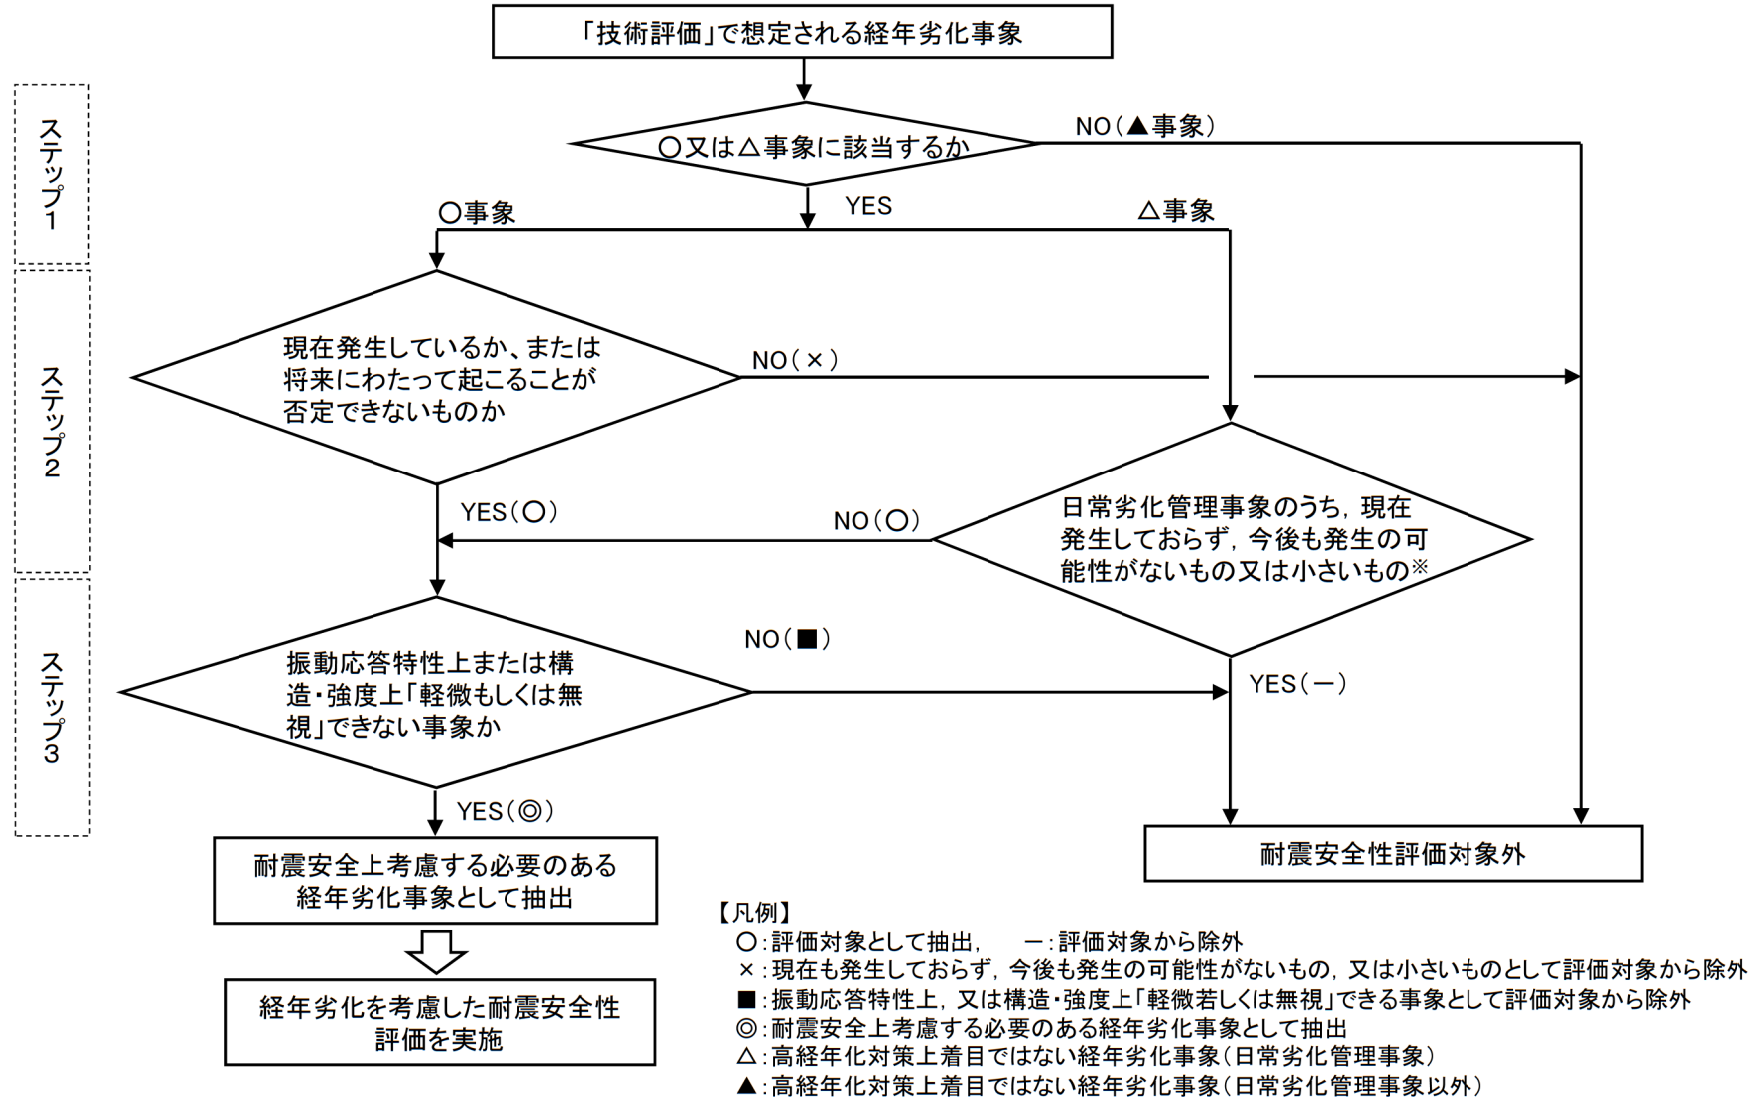 「技術評価」で想定される経年劣化事象
ステップ1
○又は△事象に該当するか
NO(▲事象)
YES
○事象
△事象
ステップ2
現在発生しているか、または
将来にわたって起こることが
否定できないものか
NO(×)
YES(○)
NO(○)
日常劣化管理事象のうち，現在
発生しておらず，今後も発生の可
能性がないもの又は小さいもの※
ステップ3
振動応答特性上または構
造・強度上「軽微もしくは無
視」できない事象か
NO(■)
YES(－)
YES(◎)
耐震安全上考慮する必要のある
経年劣化事象として抽出
耐震安全性評価対象外
経年劣化を考慮した耐震安全性
評価を実施
【凡例】
○：評価対象として抽出， －：評価対象から除外
×：現在も発生しておらず，今後も発生の可能性がないもの，又は小さいものとして評価対象から除外
■：振動応答特性上，又は構造・強度上「軽微若しくは無視」できる事象として評価対象から除外
◎：耐震安全上考慮する必要のある経年劣化事象として抽出
△：高経年化対策上着目ではない経年劣化事象(日常劣化管理事象)
▲：高経年化対策上着目ではない経年劣化事象(日常劣化管理事象以外)